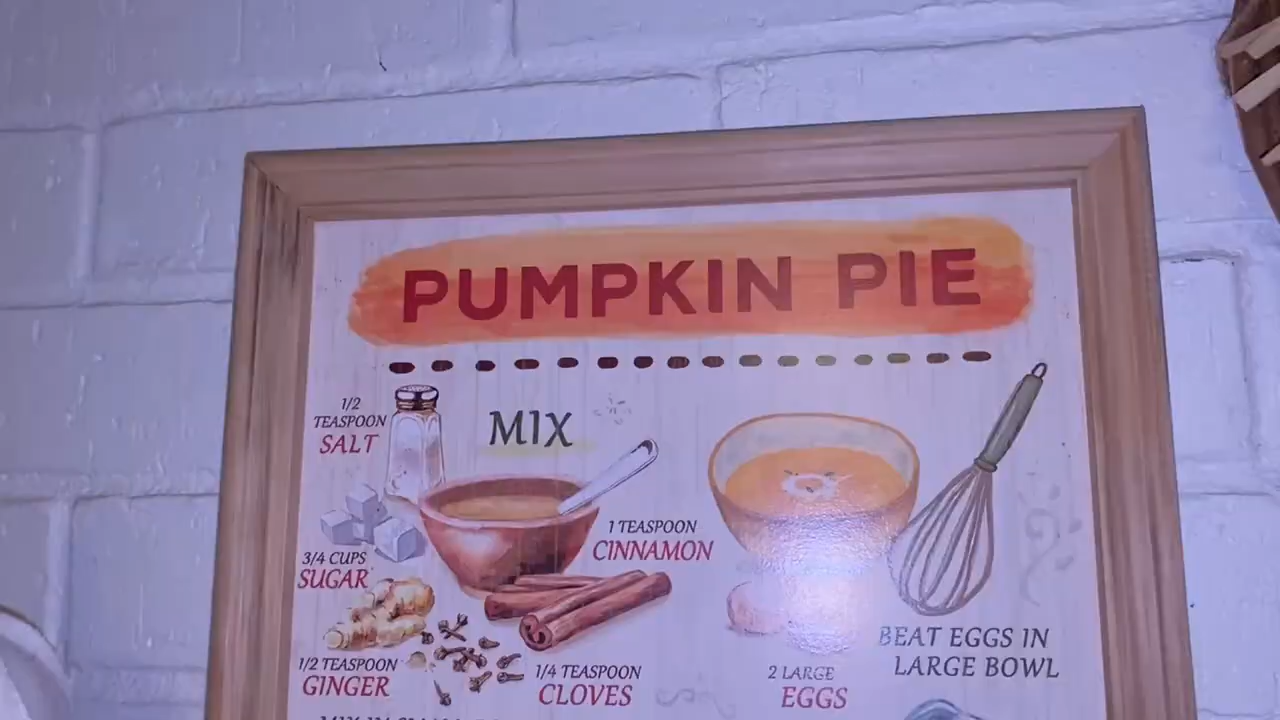 PUMPKIN PIE
1/2
TEASPOON
SALT
MIX
3/4 CUPS
SUGAR
1 TEASPOON
CINNAMON
1/2 TEASPOON
GINGER
1/4 TEASPOON
CLOVES
2 LARGE
EGGS
BEAT EGGS IN
LARGE BOWL